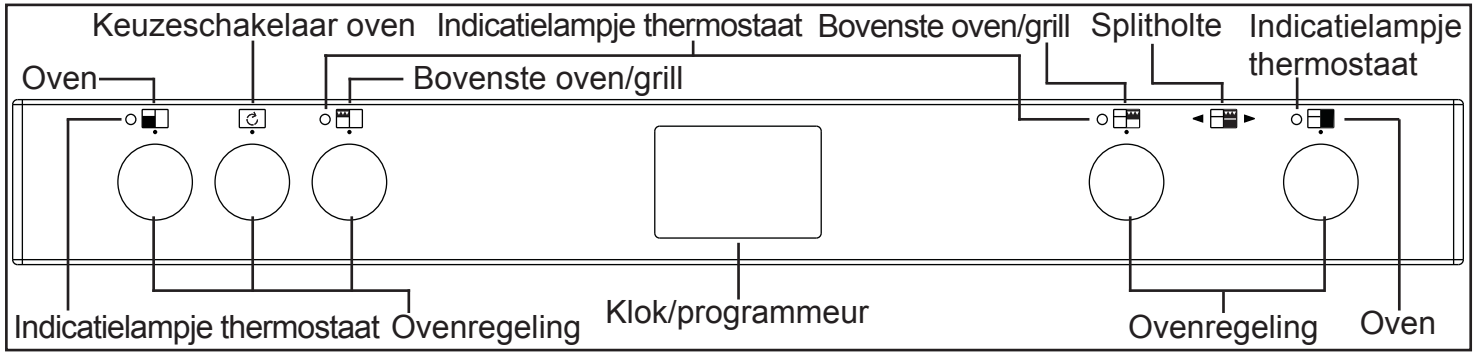 Keuzeschakelaar oven Indicatielampje thermostaat Bovenste oven/grill Splitholte Indicatielampje
thermostaat
Oven
Bovenste oven/grill
Indicatielampje thermostaat Ovenregeling
Klok/programmeur
Ovenregeling
Oven